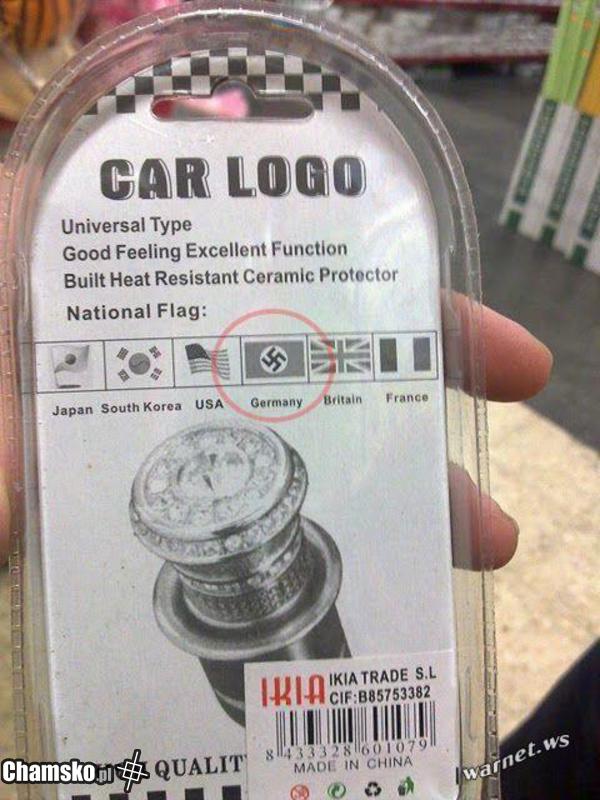 CAR LOGO
Universal Type
Good Feeling Excellent Function
Built Heat Resistant Ceramic Protector
National Flag:
Japan South Korea USA Germany Britain France
IKIA IKIA TRADE S.L
CIF:B85753382
8 433328 601079
MADE IN CHINA
QUALIT
Chamsko.pl
warnet.ws